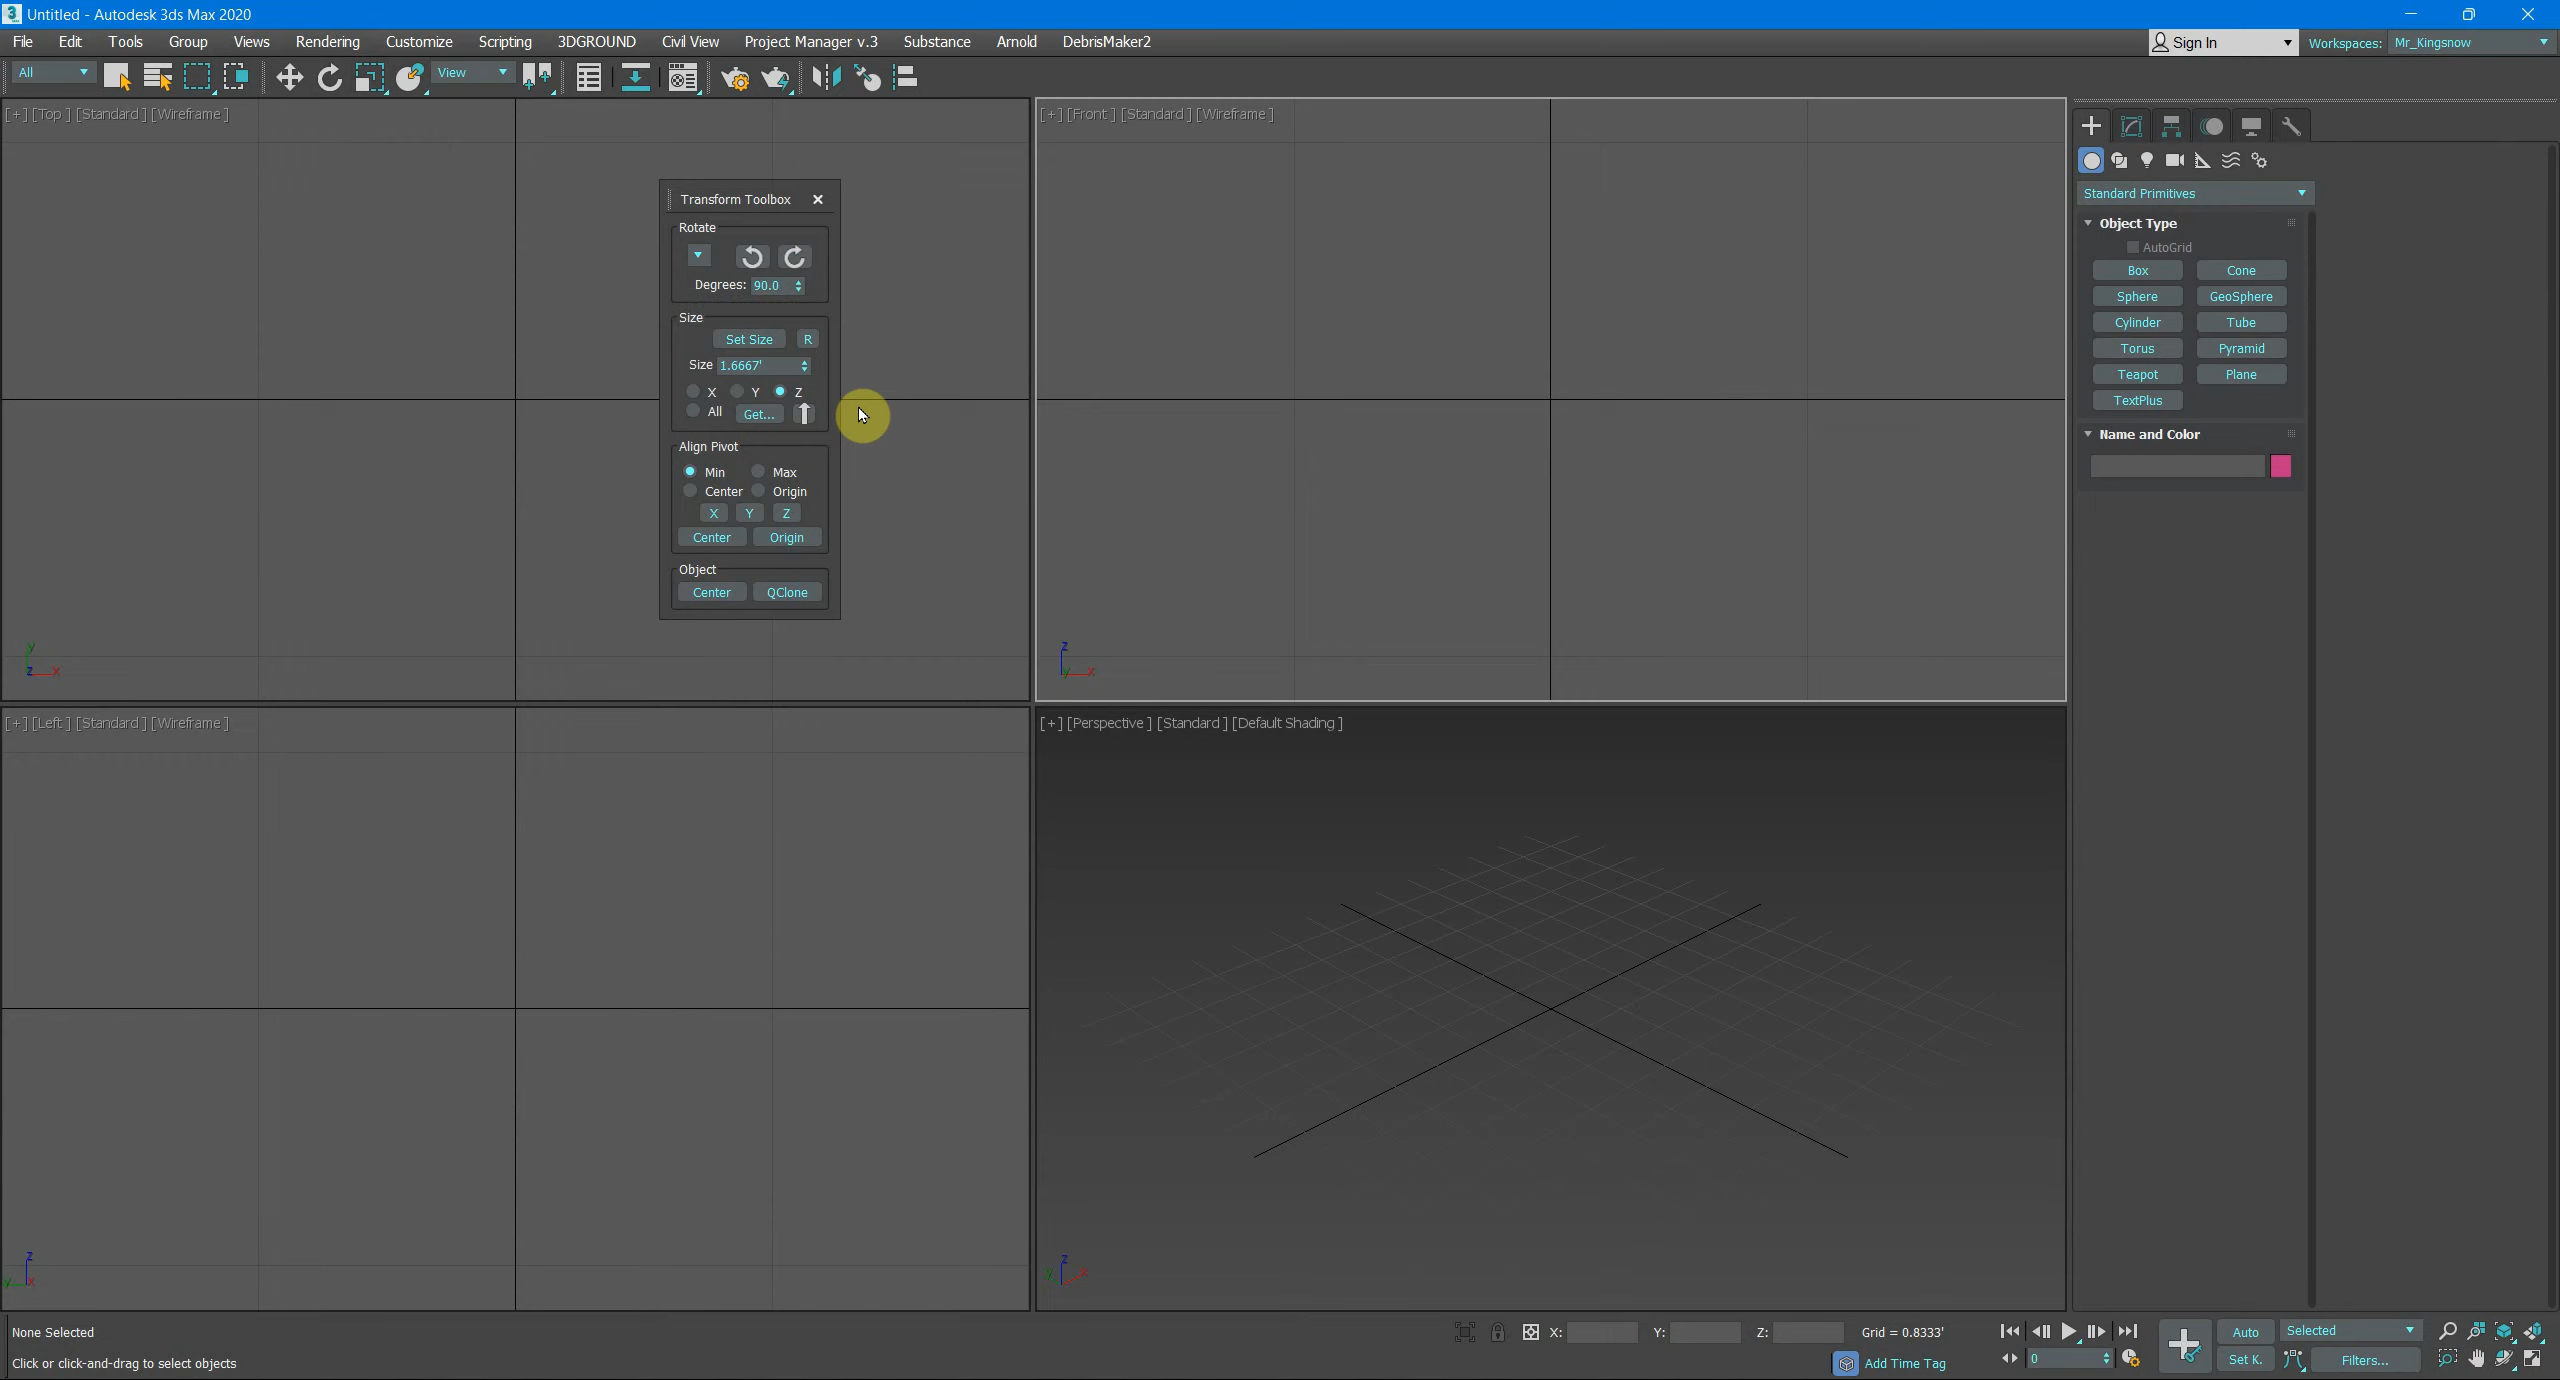 Untitled - Autodesk 3ds Max 2020
File Edit Tools Group Views Rendering Customize Scripting 3DGROUND Civil View Project Manager v.3 Substance Arnold DebrisMaker2
Sign In Workspaces: Mr_Kingsnow
All View
[+] [Top ] [Standard ] [Wireframe ]
[+] [Front ] [Standard ] [Wireframe ]
Transform Toolbox
Rotate
Degrees: 90.0
Size
Set Size R
Size 1.6667'
X Y Z
All Get...
Align Pivot
Min Max
Center Origin
X Y Z
Center Origin
Object
Center QClone
y
z x
z
y x
Standard Primitives
Object Type
AutoGrid
Box Cone
Sphere GeoSphere
Cylinder Tube
Torus Pyramid
Teapot Plane
TextPlus
Name and Color
[+] [Left ] [Standard ] [Wireframe ]
[+] [Perspective ] [Standard ] [Default Shading ]
z
y x
z
y x
None Selected
X: Y: Z: Grid = 0.8333'
Auto Selected
Click or click-and-drag to select objects
Add Time Tag
0
Set K. Filters...